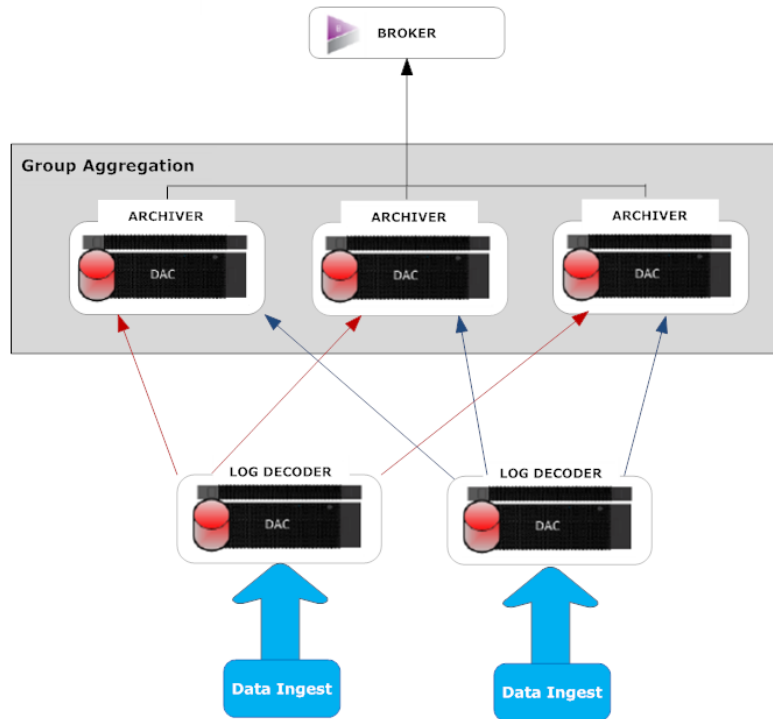 BROKER
Group Aggregation
ARCHIVER
ARCHIVER
ARCHIVER
DAC
DAC
DAC
LOG DECODER
LOG DECODER
DAC
DAC
Data Ingest
Data Ingest